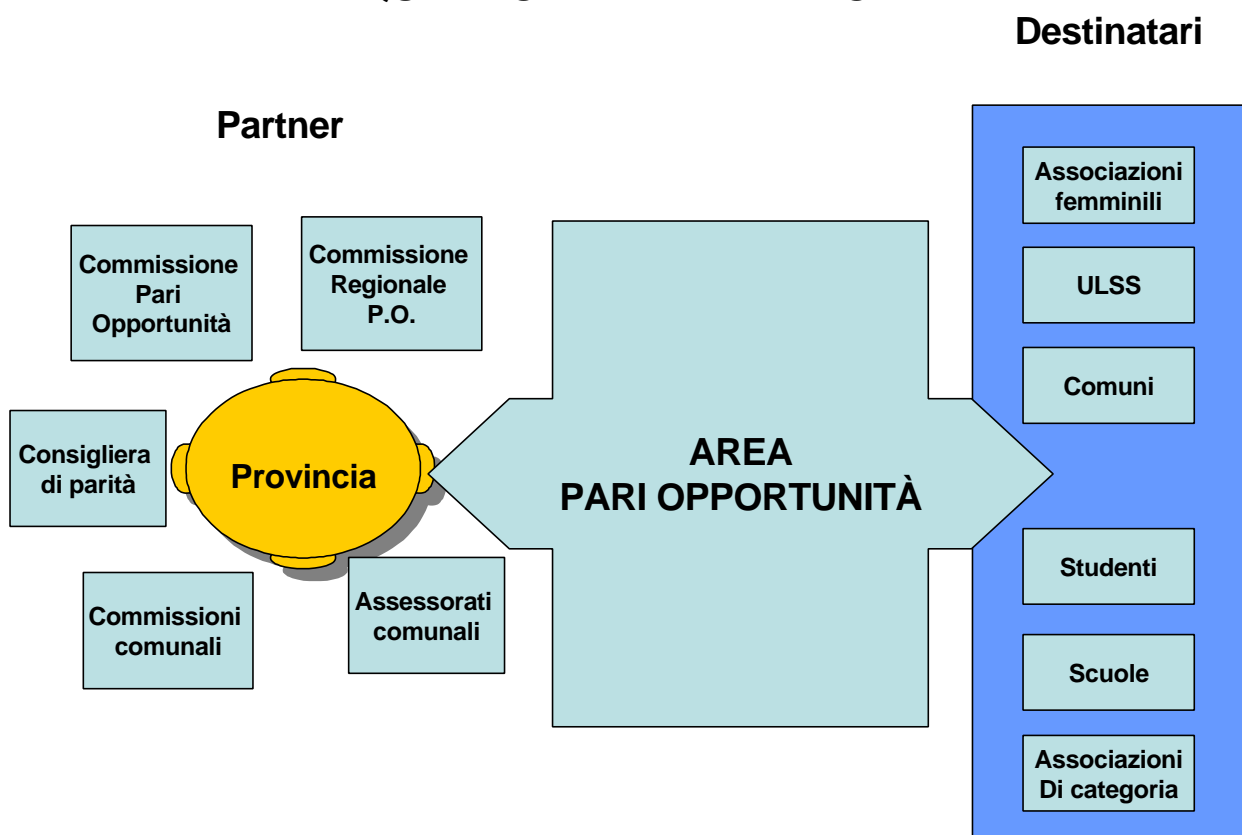 Destinatari
Partner
Commissione
Pari
Opportunità
Commissione
Regionale
P.O.
Consigliera
di parità
Provincia
Commissioni
comunali
Assessorati
comunali
AREA
PARI OPPORTUNITÀ
Associazioni
femminili
ULSS
Comuni
Studenti
Scuole
Associazioni
Di categoria